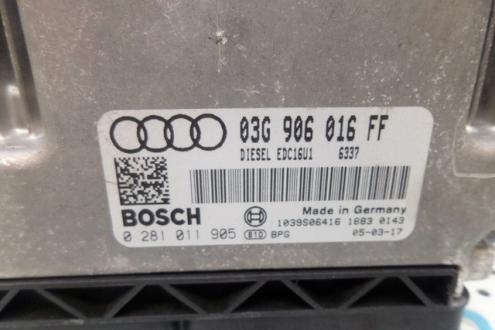 03G 906 016 FF
DIESEL EDC16U1 6337
BOSCH
Made in Germany
1039S06416 1883 0143
0 281 011 905 E10 BPG 05-03-17